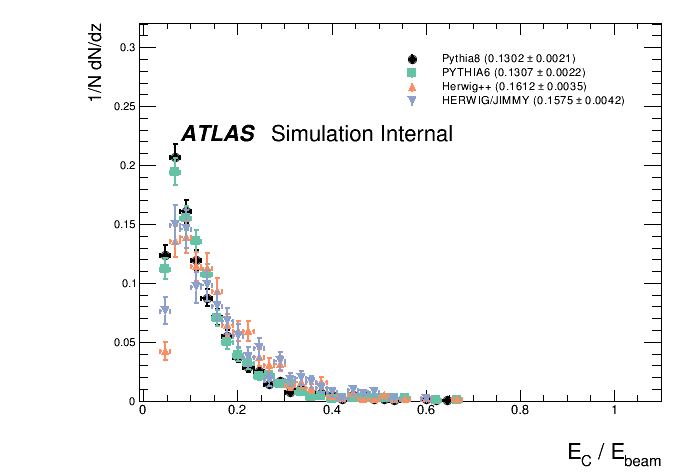 1/N dN/dz
0.3
0.25
0.2
0.15
0.1
0.05
0
Pythia8 (0.1302 ± 0.0021)
PYTHIA6 (0.1307 ± 0.0022)
Herwig++ (0.1612 ± 0.0035)
HERWIG/JIMMY (0.1575 ± 0.0042)
ATLAS Simulation Internal
0 0.2 0.4 0.6 0.8 1
E_C / E_beam